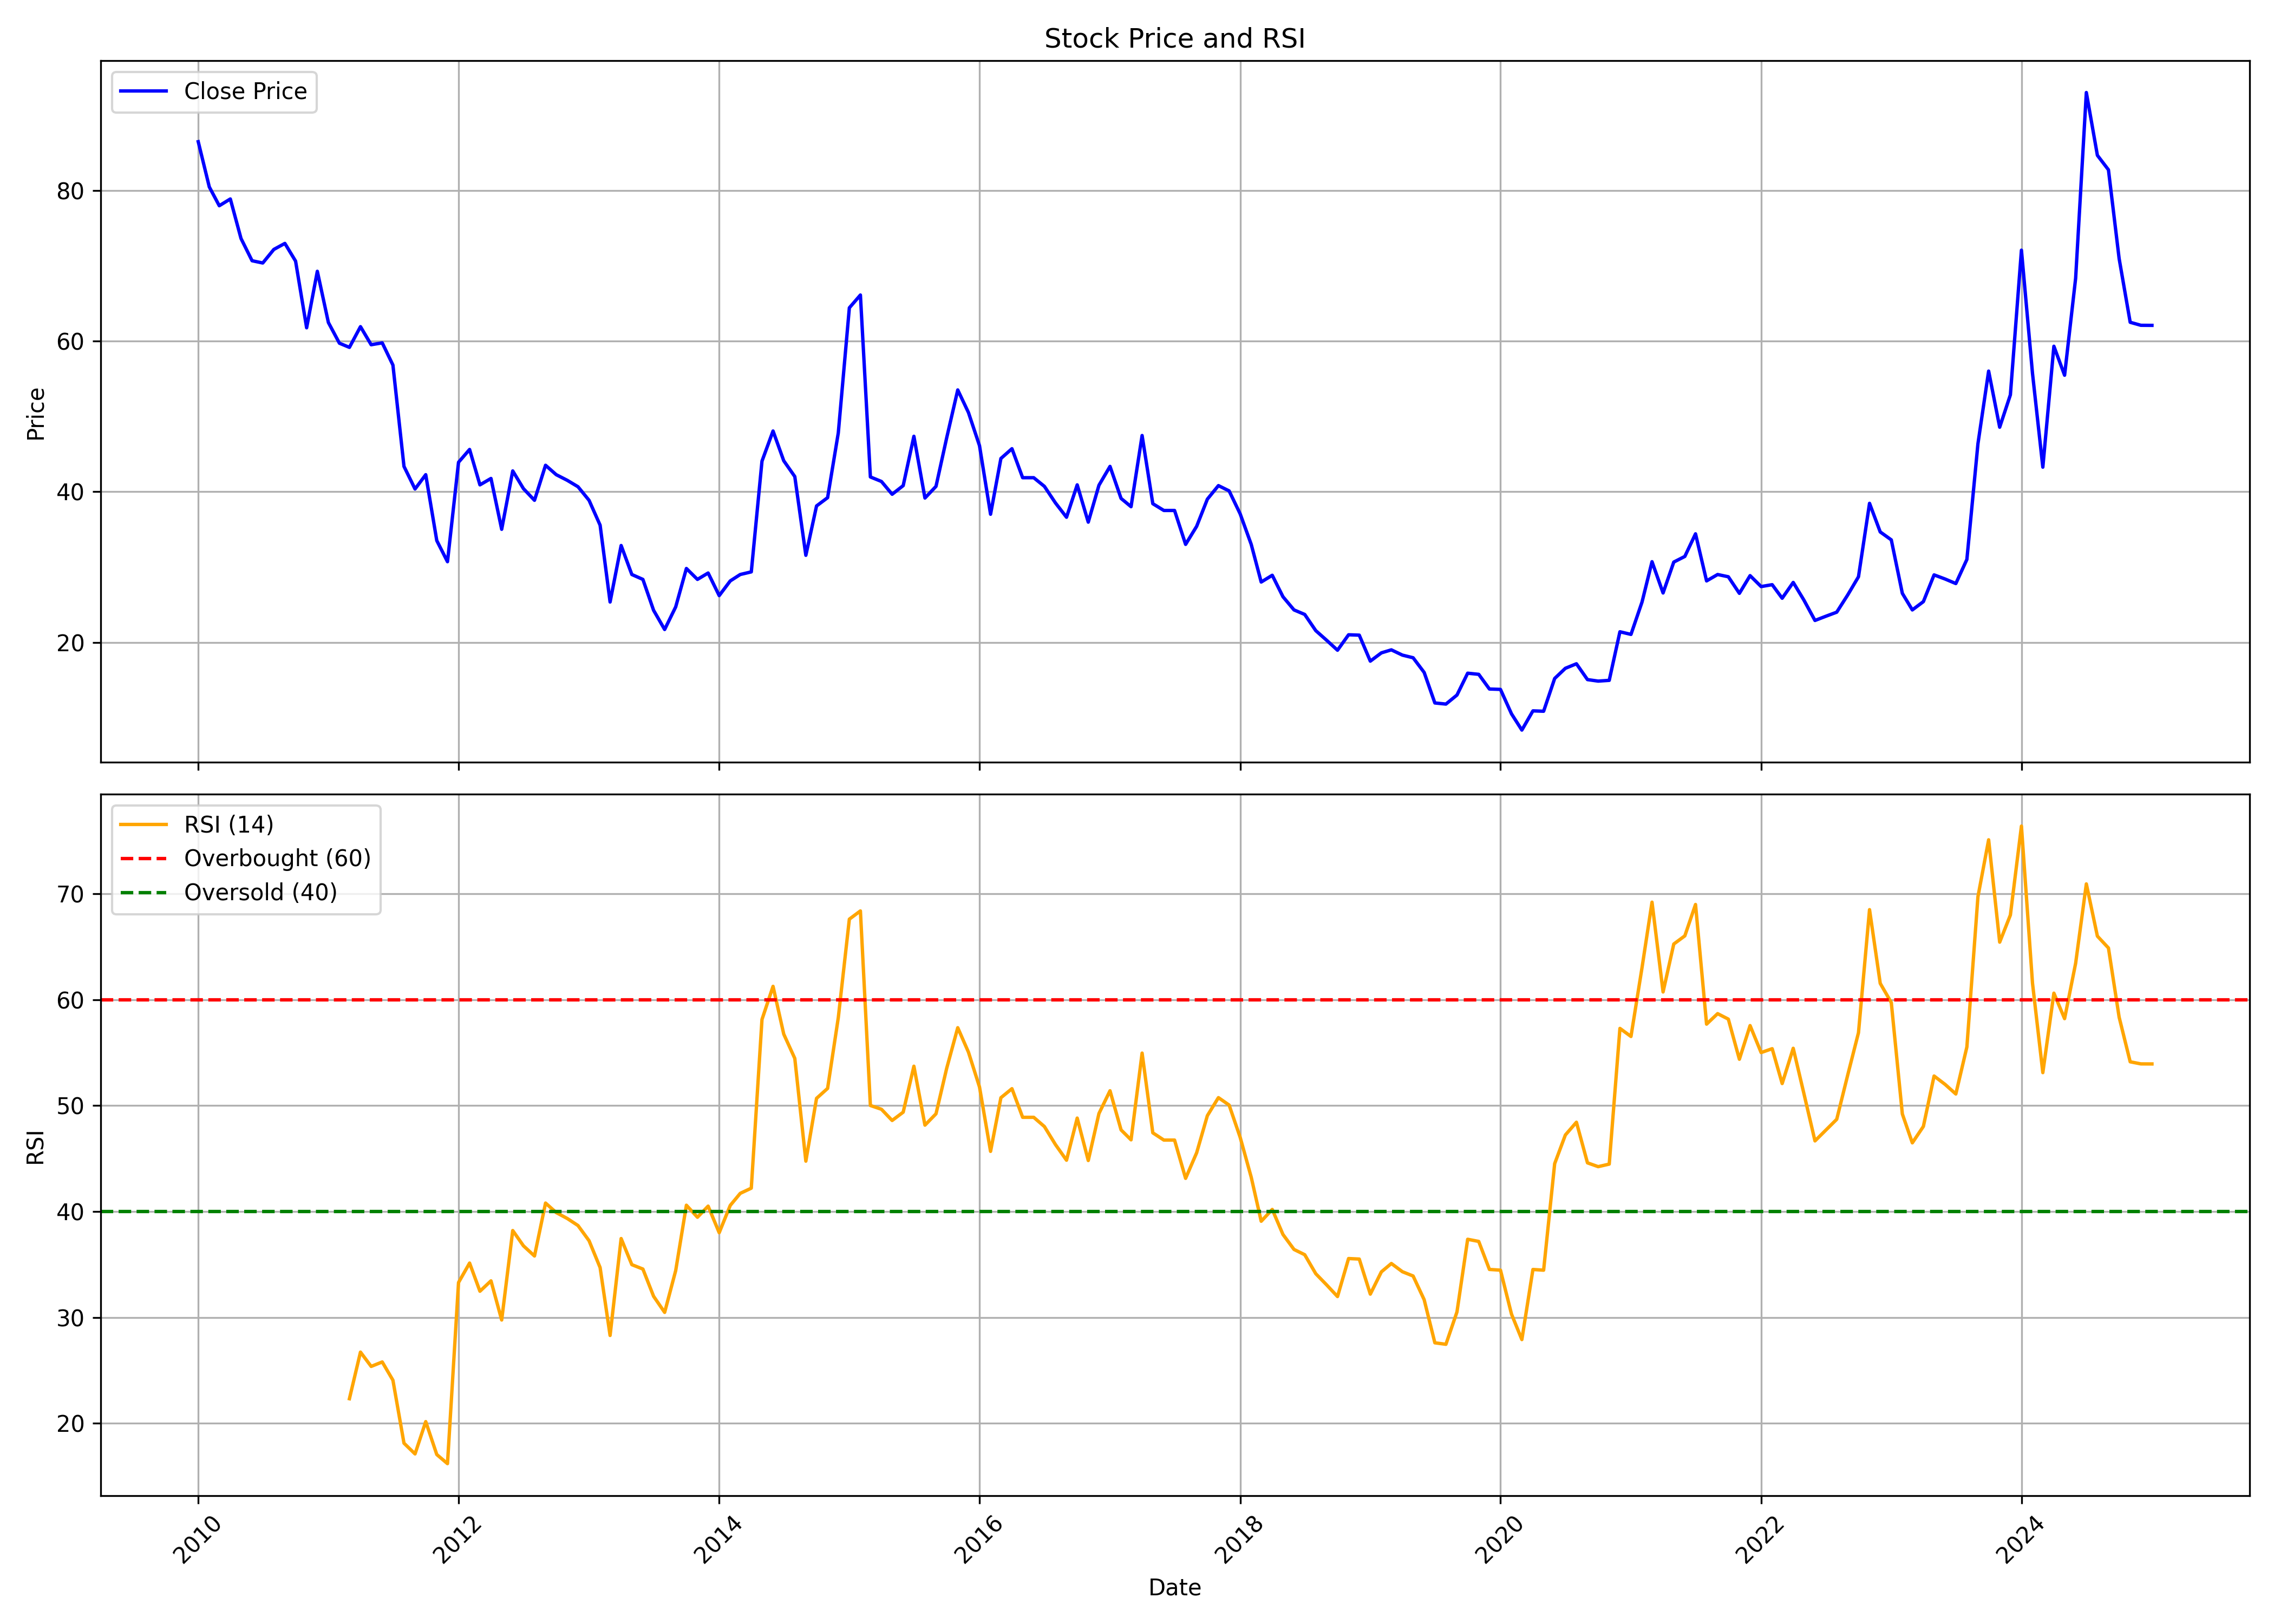 Stock Price and RSI
Close Price
Price
80
60
40
20
RSI (14)
Overbought (60)
Oversold (40)
RSI
70
60
50
40
30
20
2010
2012
2014
2016
2018
2020
2022
2024
Date